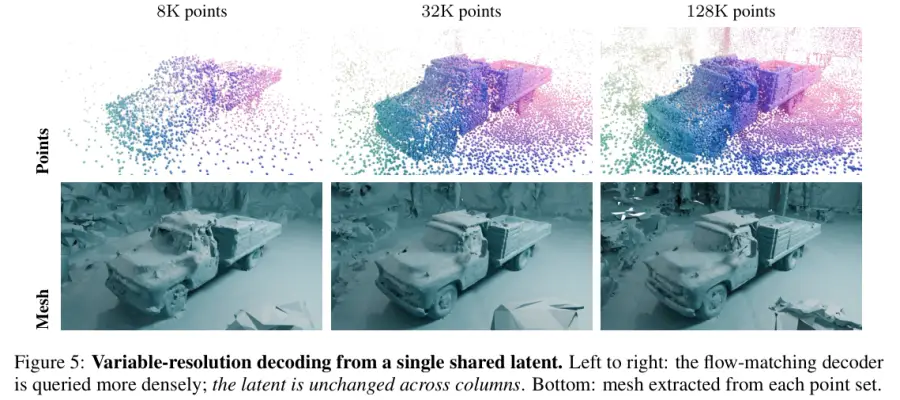 8K points
32K points
128K points
Points
Mesh
Figure 5: Variable-resolution decoding from a single shared latent. Left to right: the flow-matching decoder
is queried more densely; the latent is unchanged across columns. Bottom: mesh extracted from each point set.